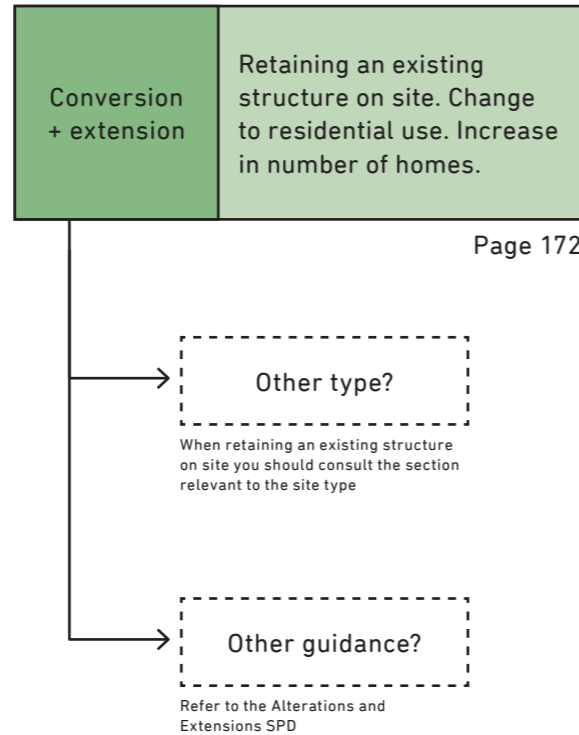 Conversion
+ extension
Retaining an existing
structure on site. Change
to residential use. Increase
in number of homes.
Page 172
Other type?
When retaining an existing structure
on site you should consult the section
relevant to the site type
Other guidance?
Refer to the Alterations and
Extensions SPD